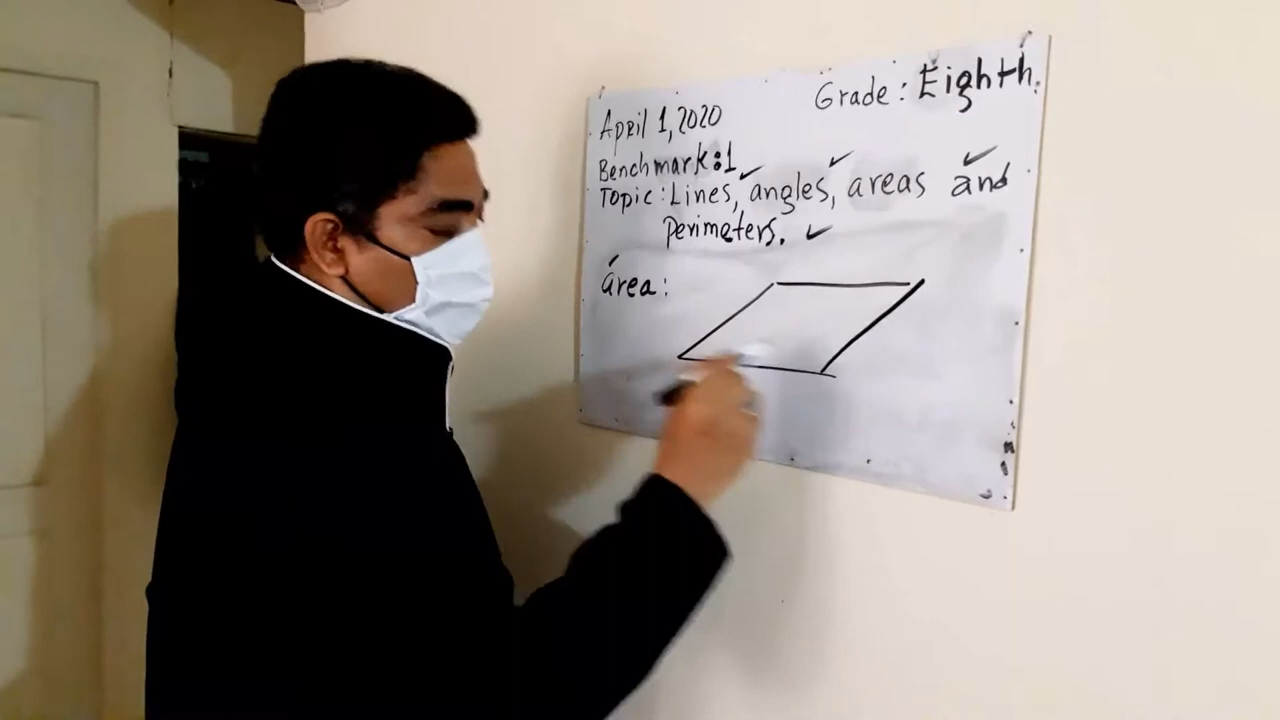 Grade: Eighth.
April 1, 2020
Benchmark: 1
Topic: Lines, angles, areas and
perimeters.
área: